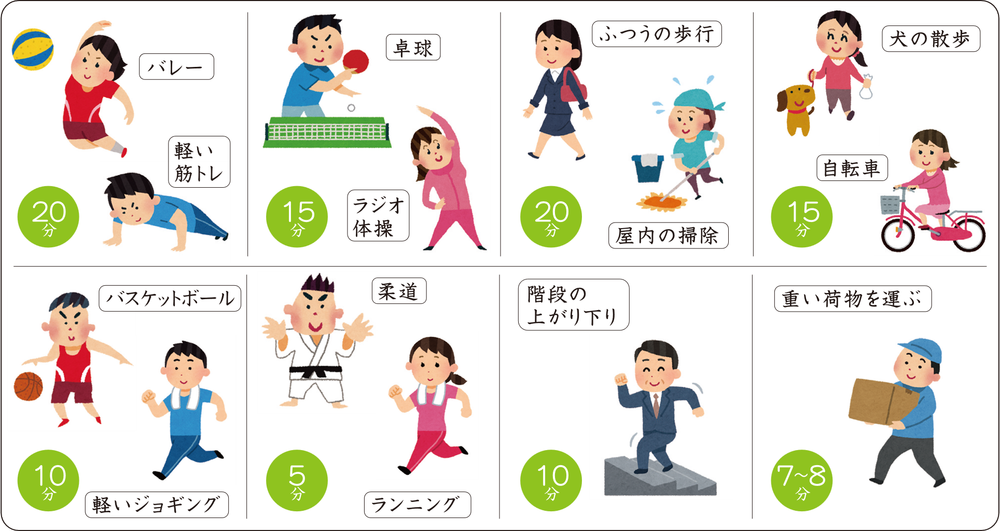 バレー
軽い
筋トレ
20
分
卓球
ラジオ
体操
15
分
ふつうの歩行
屋内の掃除
20
分
犬の散歩
自転車
15
分
バスケットボール
軽いジョギング
10
分
柔道
ランニング
5
分
階段の
上がり下り
10
分
重い荷物を運ぶ
7~8
分